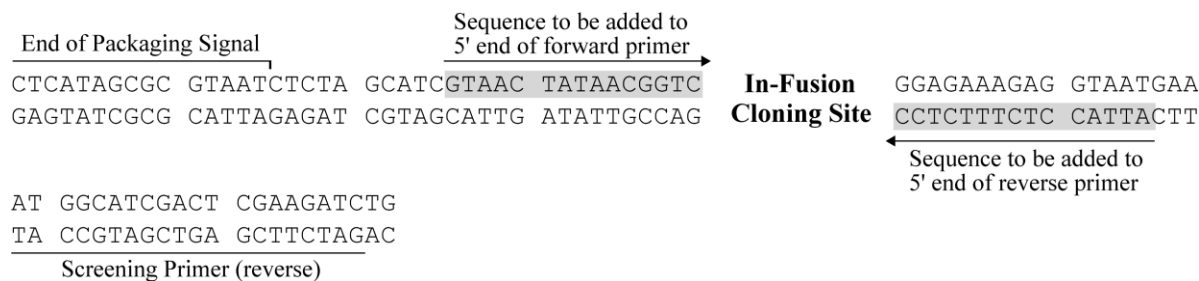 End of Packaging Signal
Sequence to be added to
5' end of forward primer
CTCATAGCGC GTAATCTCTA GCATCGTAAC TATAACGGTC In-Fusion GGAGAAAGAG GTAATGAA
GAGTATCGCG CATTAGAGAT CGTAGCATTG ATATTGCCAG Cloning Site CCTCTTTCTC CATTACTT
Sequence to be added to
5' end of reverse primer
AT GGCATCGACT CGAAGATCTG
TA CCGTAGCTGA GCTTCTAGAC
Screening Primer (reverse)